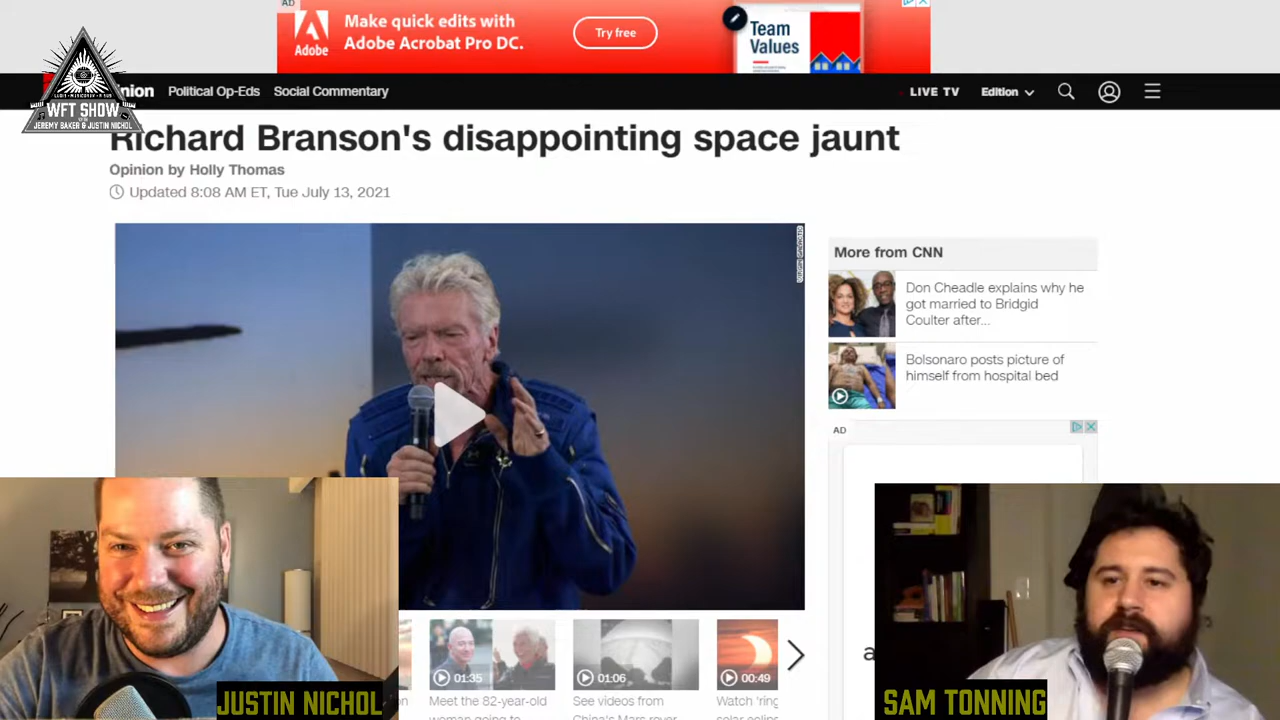 AD
Make quick edits with
Adobe Acrobat Pro DC.
Adobe
Try free
Team
Values
WFT SHOW
JEREMY BAKER & JUSTIN NICHOL
Political Op-Eds
Social Commentary
LIVE TV
Edition
Richard Branson's disappointing space jaunt
Opinion by Holly Thomas
Updated 8:08 AM ET, Tue July 13, 2021
More from CNN
Don Cheadle explains why he
got married to Bridgid
Coulter after...
Bolsonaro posts picture of
himself from hospital bed
AD
01:35
01:06
00:49
Meet the 82-year-old
woman going to
See videos from
China's Mars rover
Watch 'ring
solar eclips
JUSTIN NICHOL
SAM TONNING